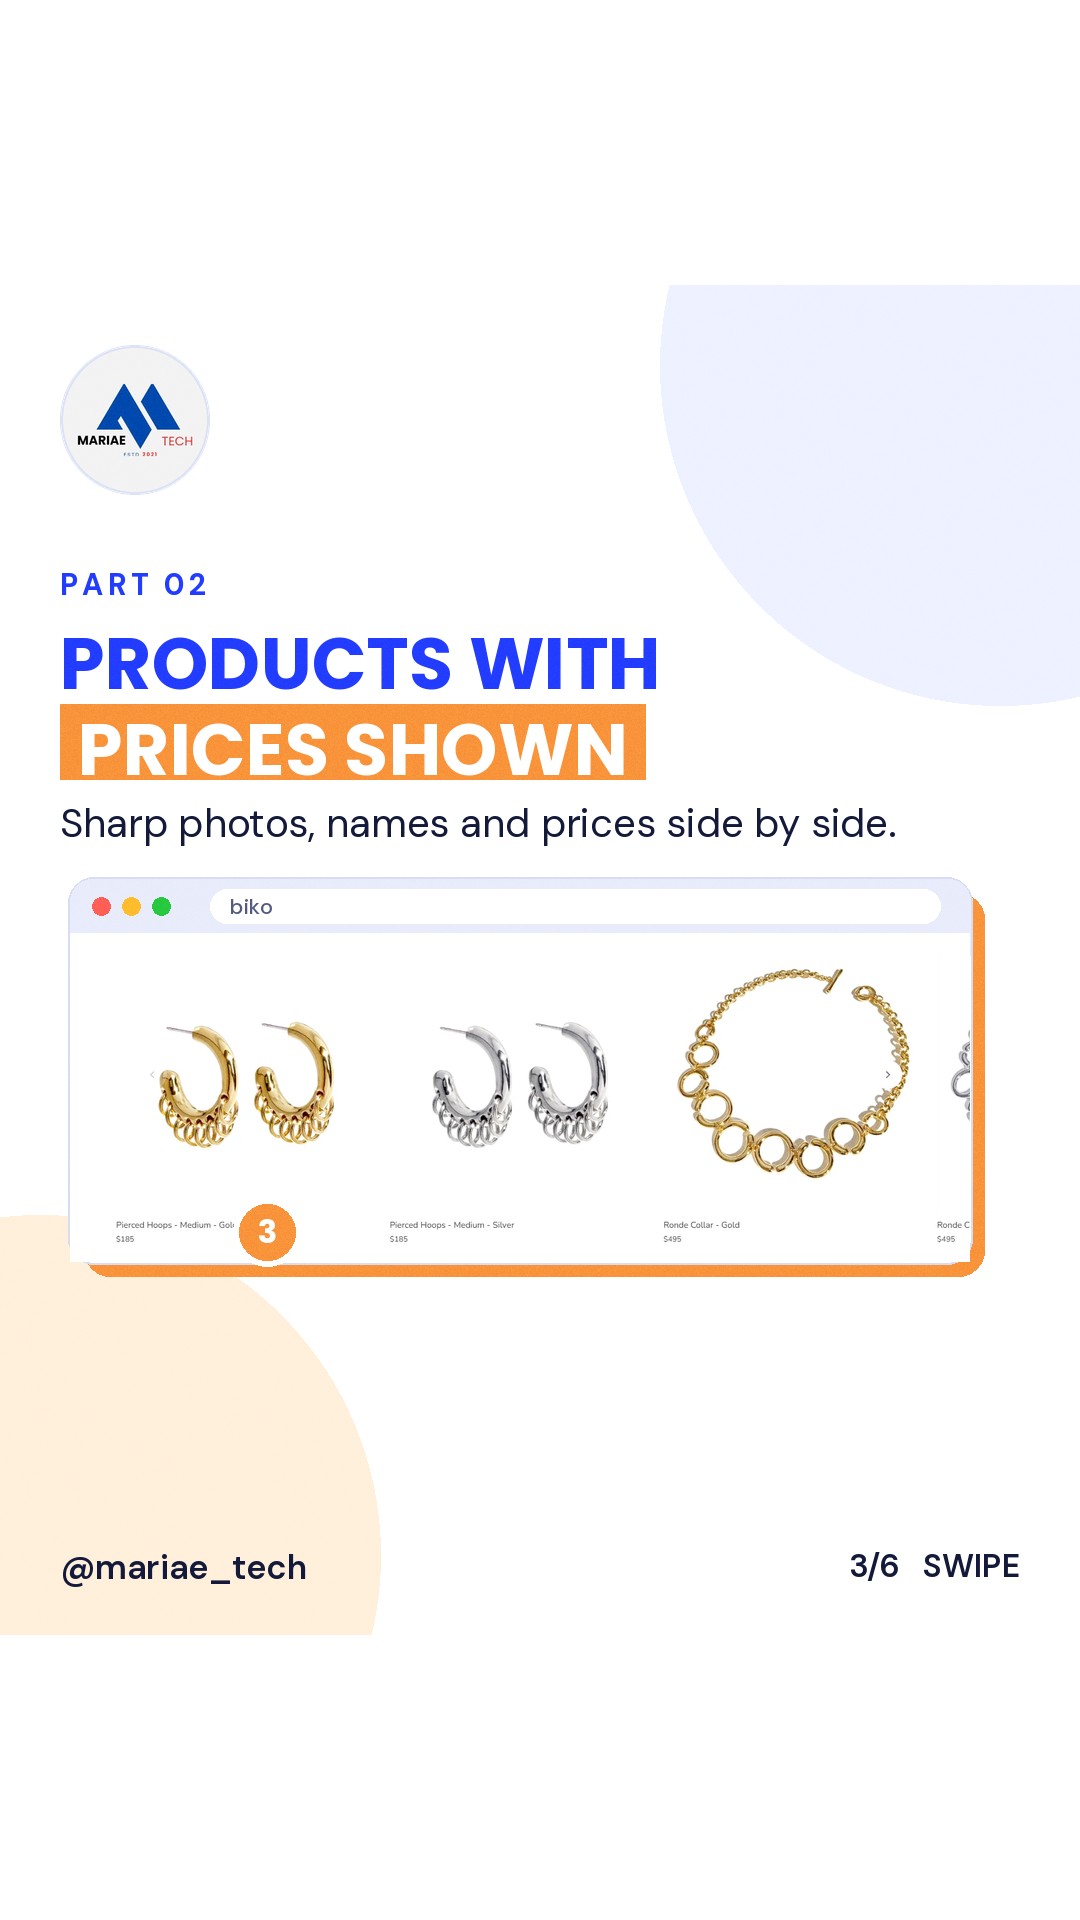 MARIAE TECH
ESTD 2021
PART 02
PRODUCTS WITH
PRICES SHOWN
Sharp photos, names and prices side by side.
biko
‹
›
Pierced Hoops - Medium - Gol
$185
3
Pierced Hoops - Medium - Silver
$185
Ronde Collar - Gold
$495
Ronde C
$495
@mariae_tech
3/6 SWIPE